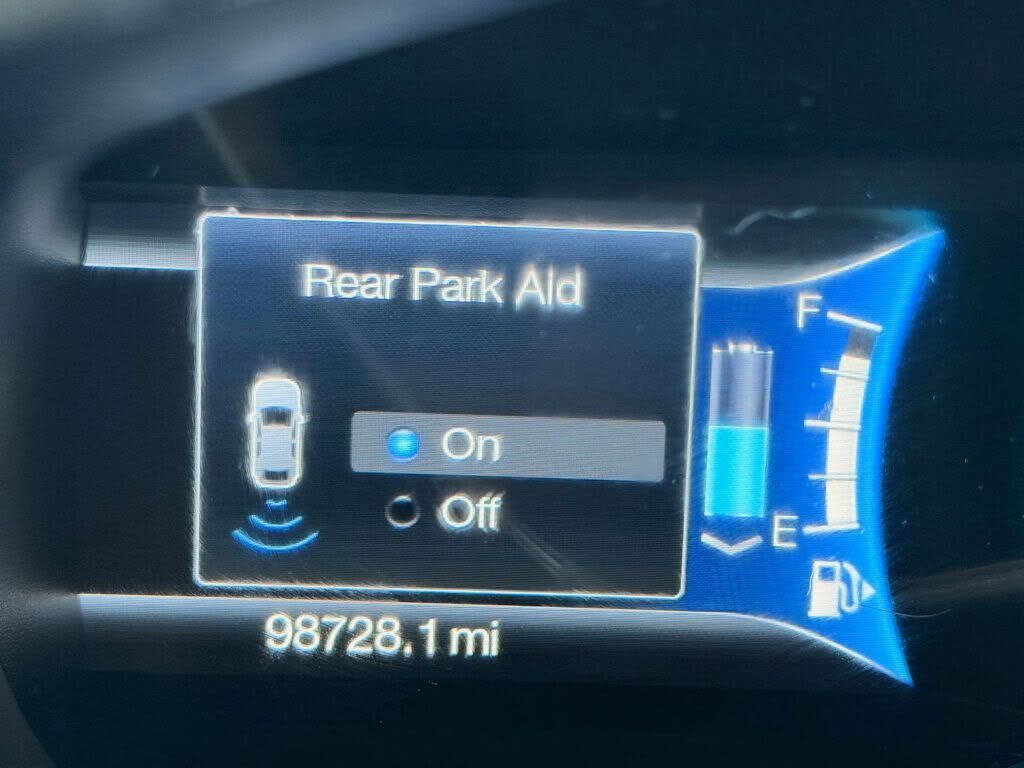 Rear Park Aid
On
Off
F
E
98728.1 mi